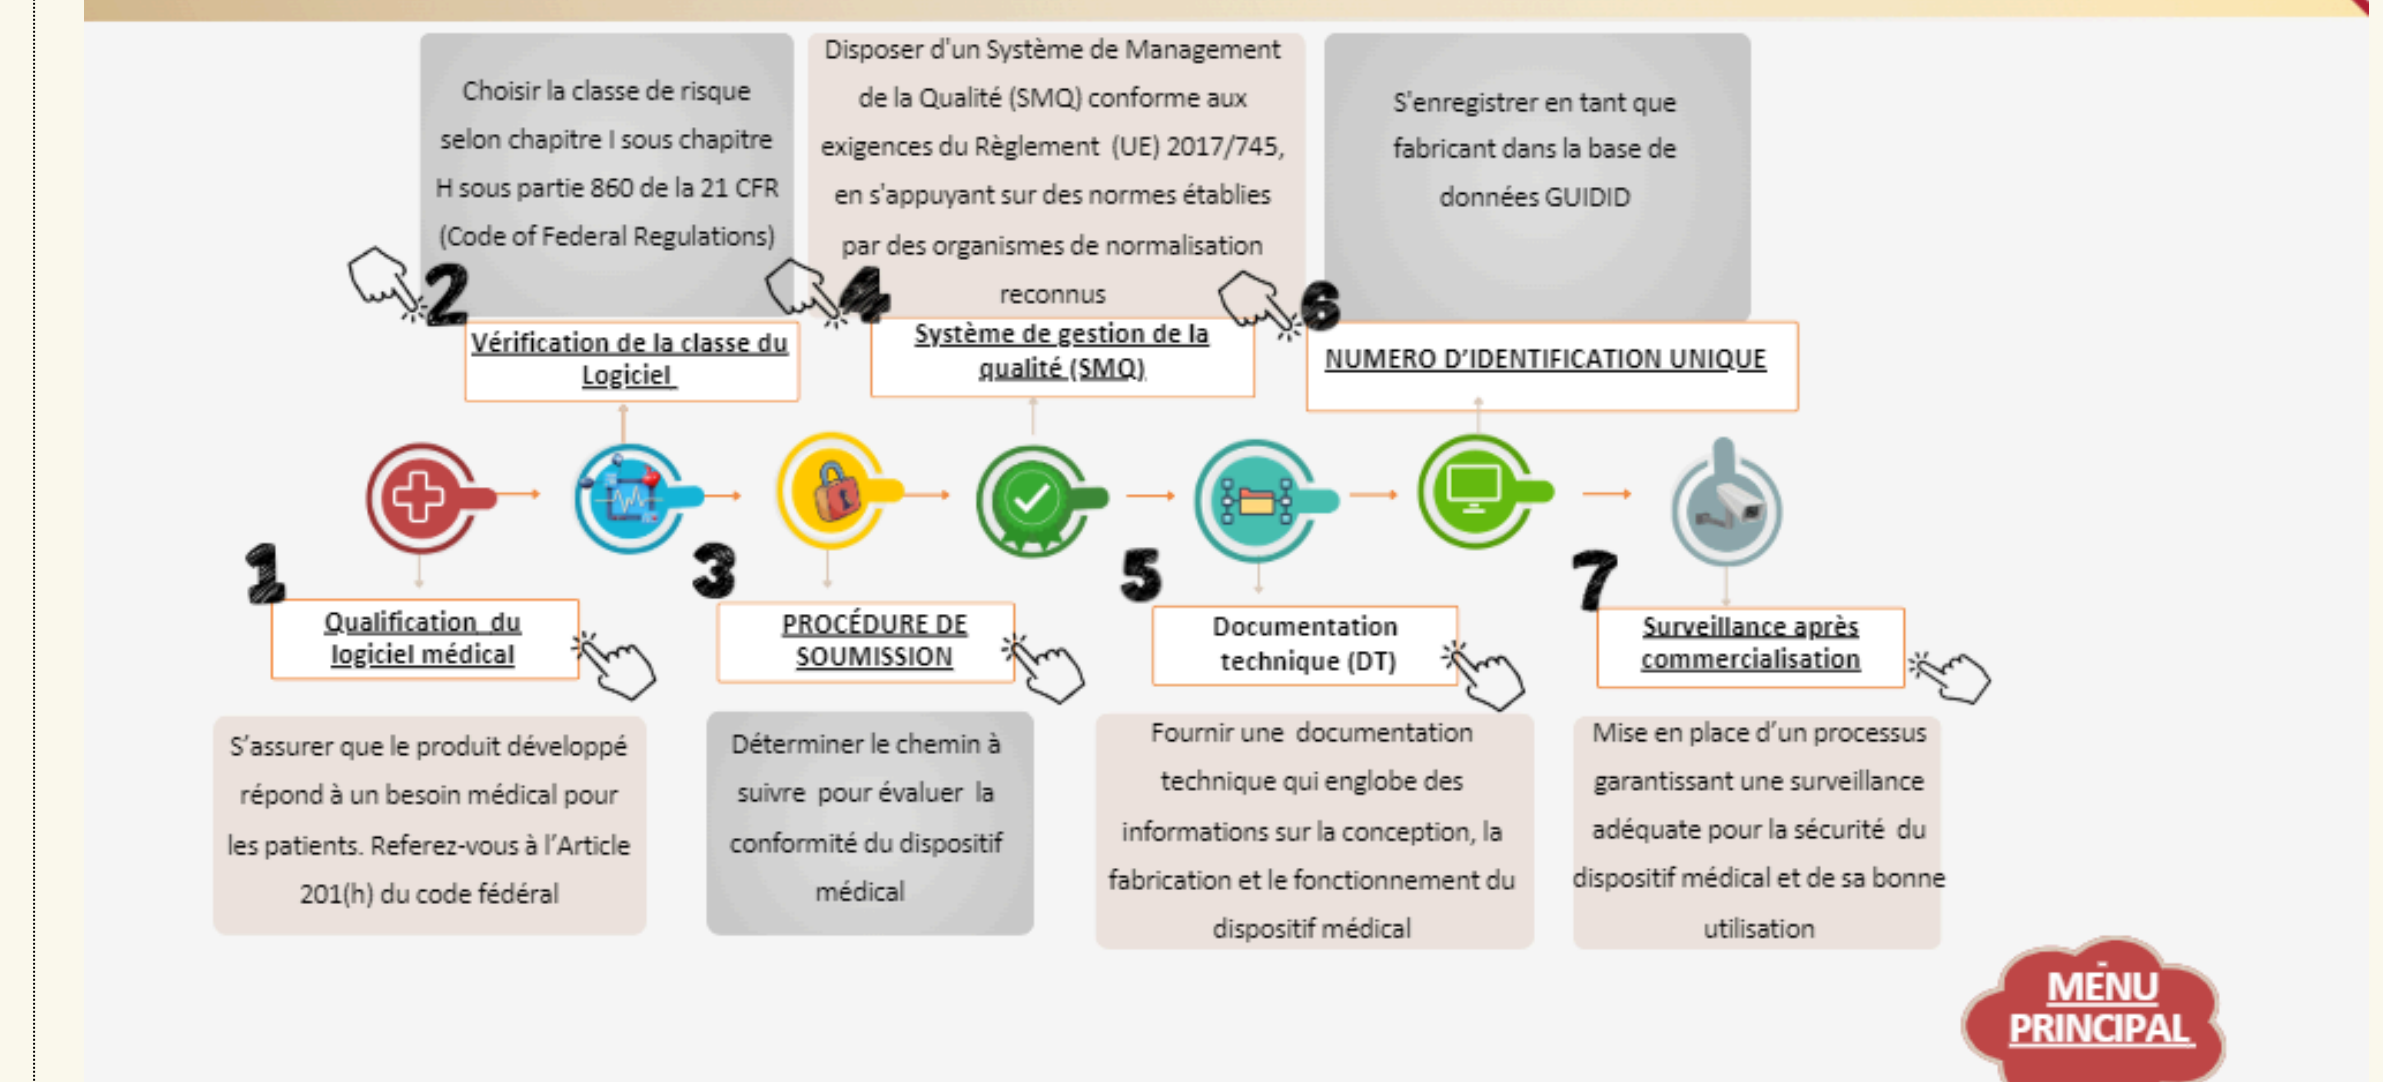 Choisir la classe de risque
selon chapitre I sous chapitre
H sous partie 860 de la 21 CFR
(Code of Federal Regulations)
2
Vérification de la classe du
Logiciel
Disposer d'un Système de Management
de la Qualité (SMQ) conforme aux
exigences du Règlement (UE) 2017/745,
en s'appuyant sur des normes établies
par des organismes de normalisation
reconnus
4
Système de gestion de la
qualité (SMQ)
S'enregistrer en tant que
fabricant dans la base de
données GUIDID
6
NUMERO D’IDENTIFICATION UNIQUE
1
Qualification du
logiciel médical
S’assurer que le produit développé
répond à un besoin médical pour
les patients. Referez-vous à l’Article
201(h) du code fédéral
3
PROCÉDURE DE
SOUMISSION
Déterminer le chemin à
suivre pour évaluer la
conformité du dispositif
médical
5
Documentation
technique (DT)
Fournir une documentation
technique qui englobe des
informations sur la conception, la
fabrication et le fonctionnement du
dispositif médical
7
Surveillance après
commercialisation
Mise en place d’un processus
garantissant une surveillance
adéquate pour la sécurité du
dispositif médical et de sa bonne
utilisation
MENU
PRINCIPAL